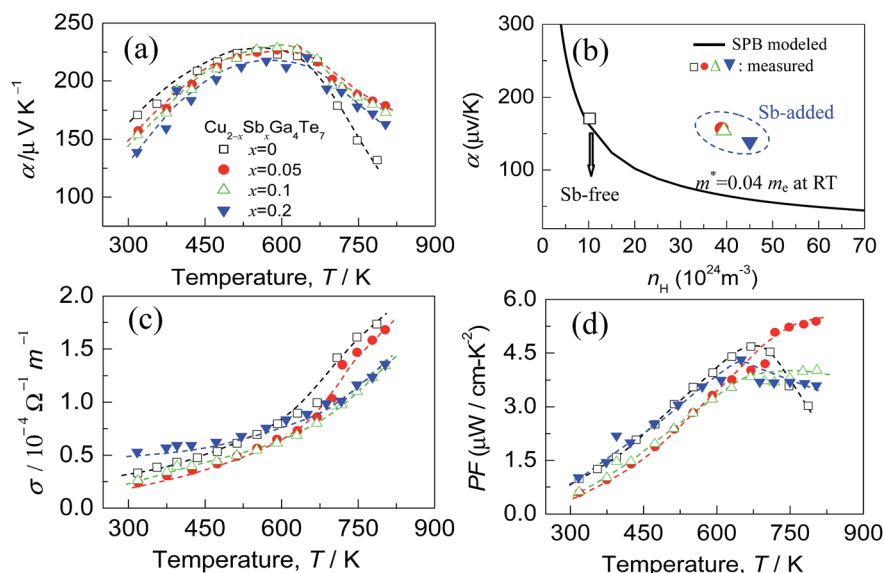 (a)
α/μ V K⁻¹
250
200
150
100
Cu₂₋ₓSbₓGa₄Te₇
x=0
x=0.05
x=0.1
x=0.2
300 450 600 750 900
Temperature, T / K
(b)
α (μv/K)
300
200
100
0
SPB modeled
: measured
Sb-added
Sb-free
m*=0.04 mₑ at RT
0 10 20 30 40 50 60 70
n_H (10²⁴m⁻³)
(c)
σ / 10⁻⁴ Ω⁻¹ m⁻¹
2.0
1.5
1.0
0.5
0.0
300 450 600 750 900
Temperature, T / K
(d)
PF (μW / cm-K⁻²)
6.0
4.5
3.0
1.5
0.0
300 450 600 750 900
Temperature, T / K